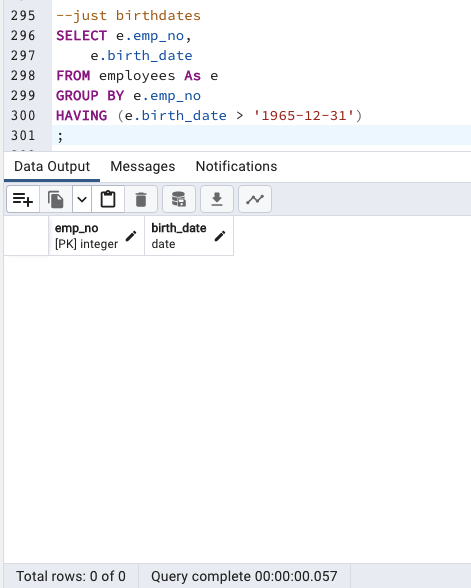 295 --just birthdates
296 SELECT e.emp_no,
297 e.birth_date
298 FROM employees As e
299 GROUP BY e.emp_no
300 HAVING (e.birth_date > '1965-12-31')
301 ;
Data Output Messages Notifications
emp_no birth_date
[PK] integer date
Total rows: 0 of 0 Query complete 00:00:00.057